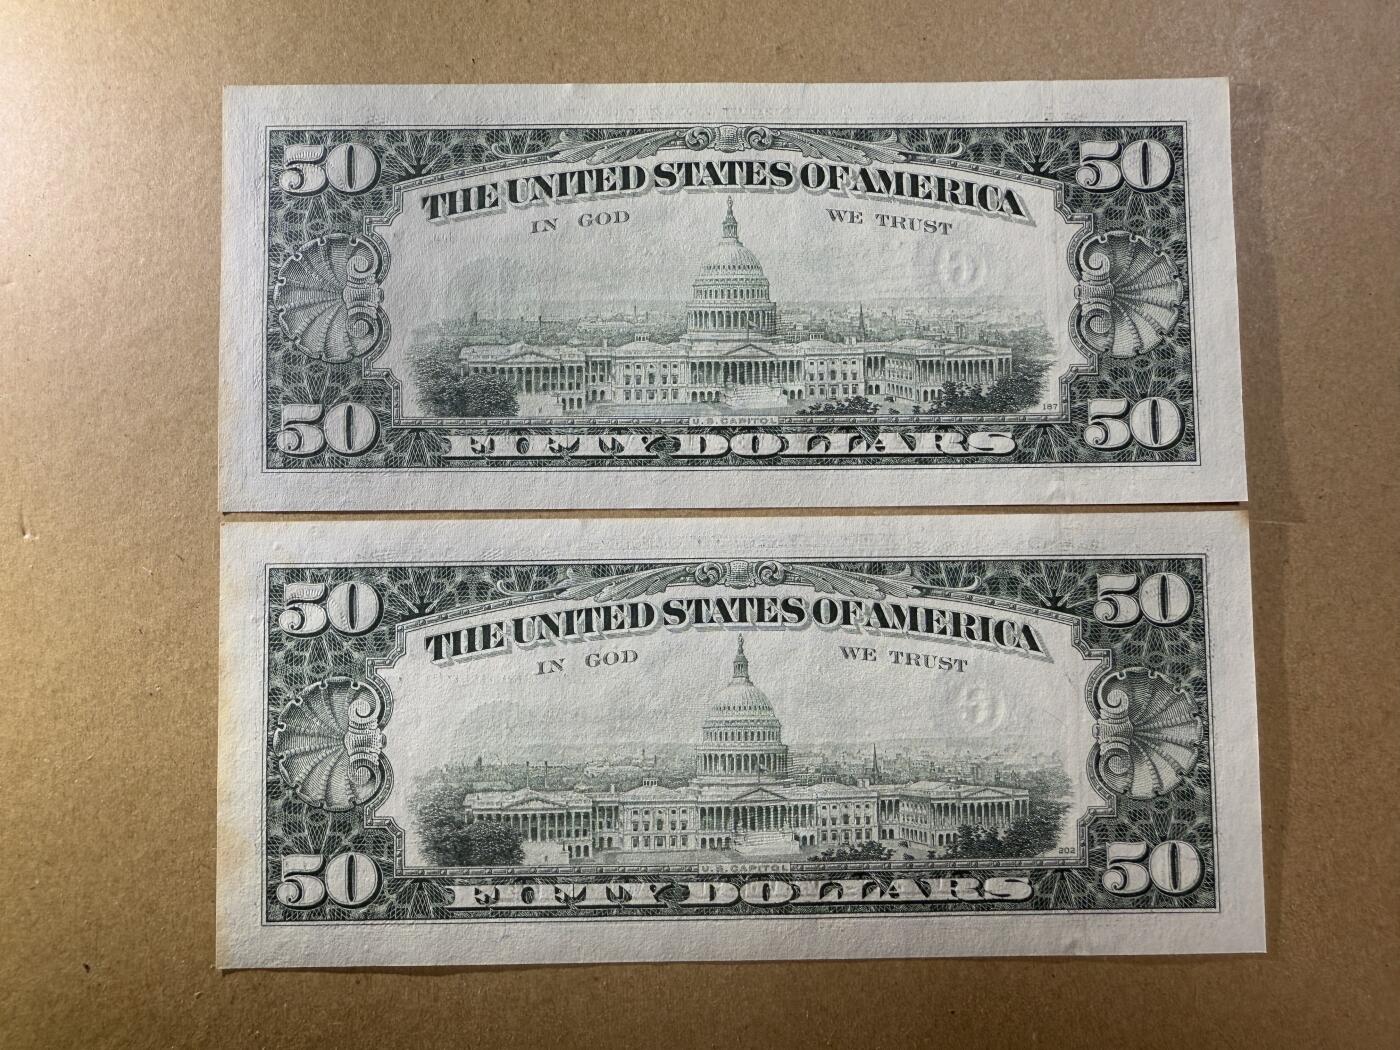 50 50
THE UNITED STATES OF AMERICA
IN GOD WE TRUST
187
50 50
U.S. CAPITOL
FIFTY DOLLARS
50 50
THE UNITED STATES OF AMERICA
IN GOD WE TRUST
202
50 50
U.S. CAPITOL
FIFTY DOLLARS